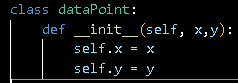 class dataPoint:
    def __init__(self, x,y):
        self.x = x
        self.y = y